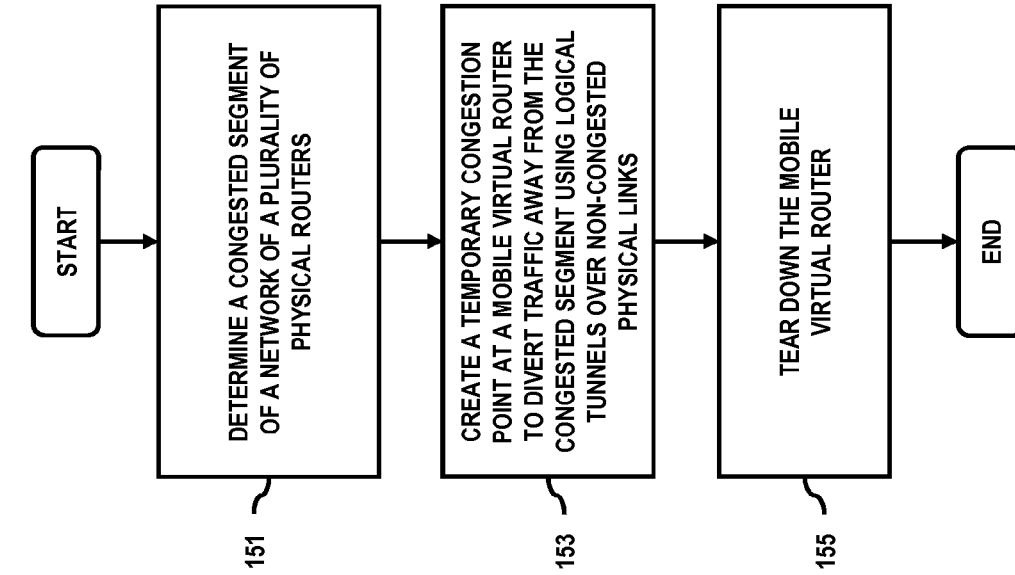 START
DETERMINE A CONGESTED SEGMENT
OF A NETWORK OF A PLURALITY OF
PHYSICAL ROUTERS
151
CREATE A TEMPORARY CONGESTION
POINT AT A MOBILE VIRTUAL ROUTER
TO DIVERT TRAFFIC AWAY FROM THE
CONGESTED SEGMENT USING LOGICAL
TUNNELS OVER NON-CONGESTED
PHYSICAL LINKS
153
TEAR DOWN THE MOBILE
VIRTUAL ROUTER
155
END